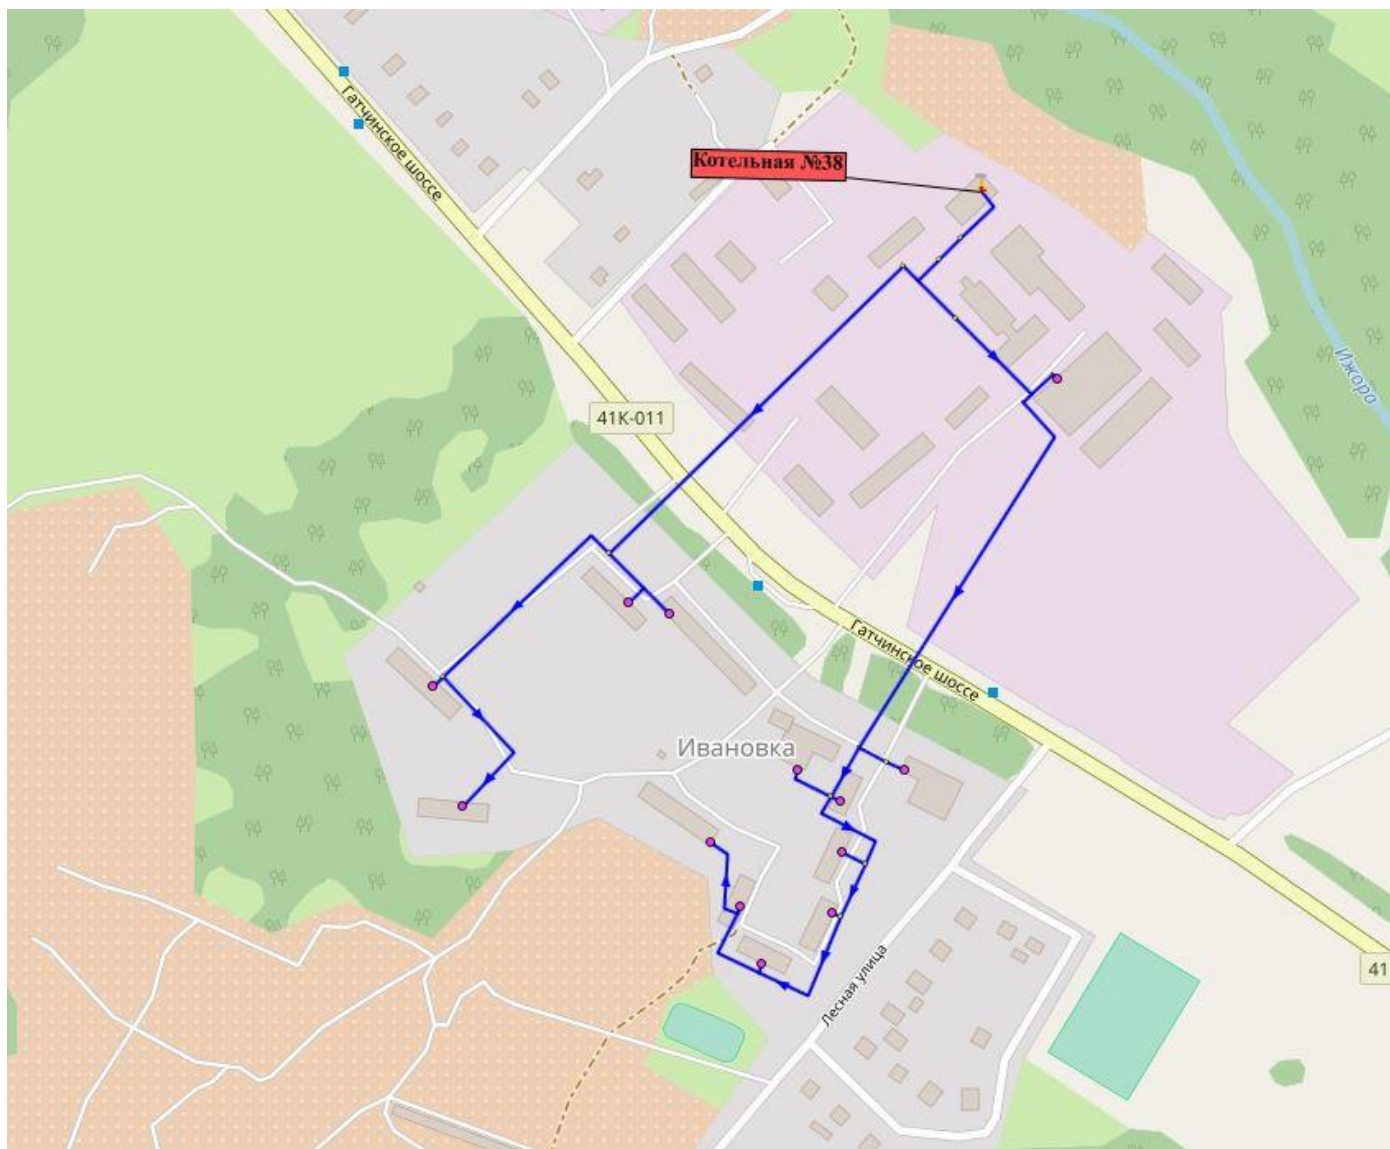 Гатчинское шоссе
Котельная №38
Ижора
41К-011
Гатчинское шоссе
Ивановка
Лесная улица
41